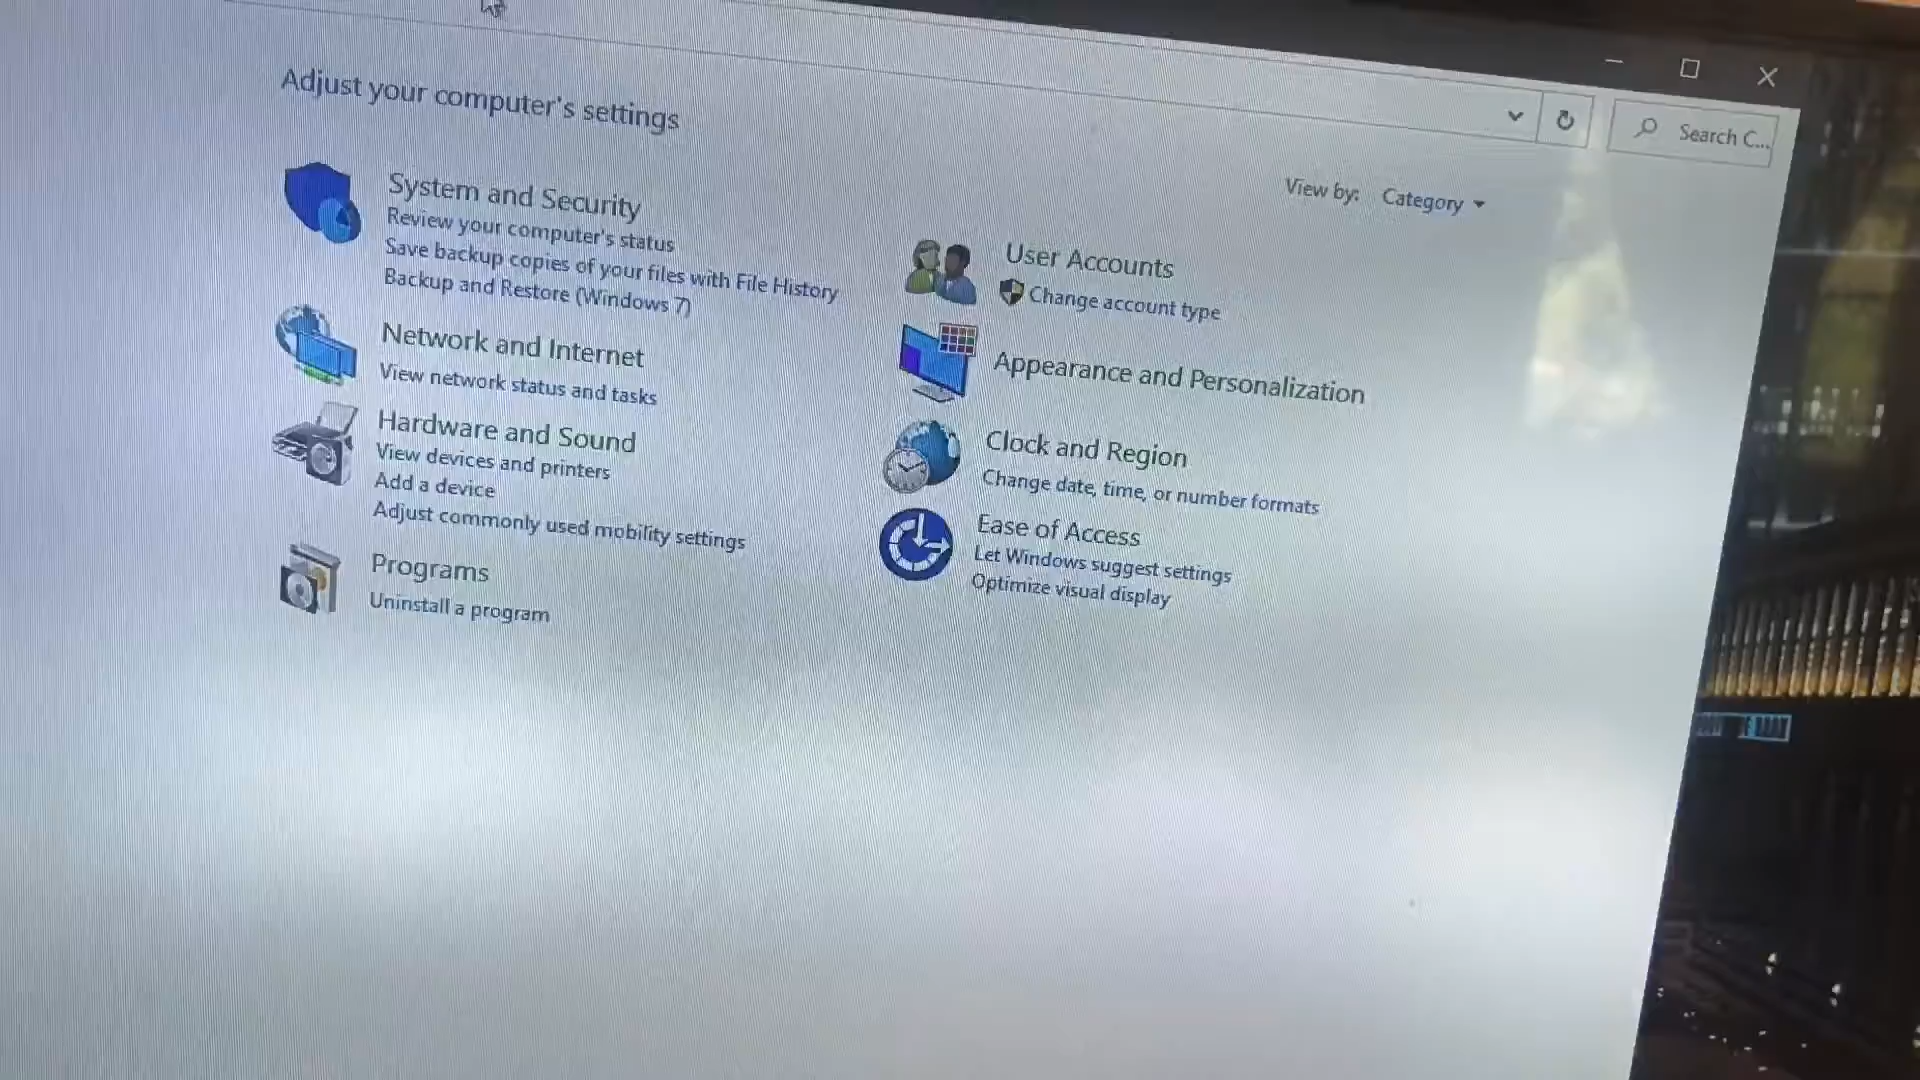 Adjust your computer's settings
Search C...
View by: Category
System and Security
Review your computer's status
Save backup copies of your files with File History
Backup and Restore (Windows 7)
Network and Internet
View network status and tasks
Hardware and Sound
View devices and printers
Add a device
Adjust commonly used mobility settings
Programs
Uninstall a program
User Accounts
Change account type
Appearance and Personalization
Clock and Region
Change date, time, or number formats
Ease of Access
Let Windows suggest settings
Optimize visual display